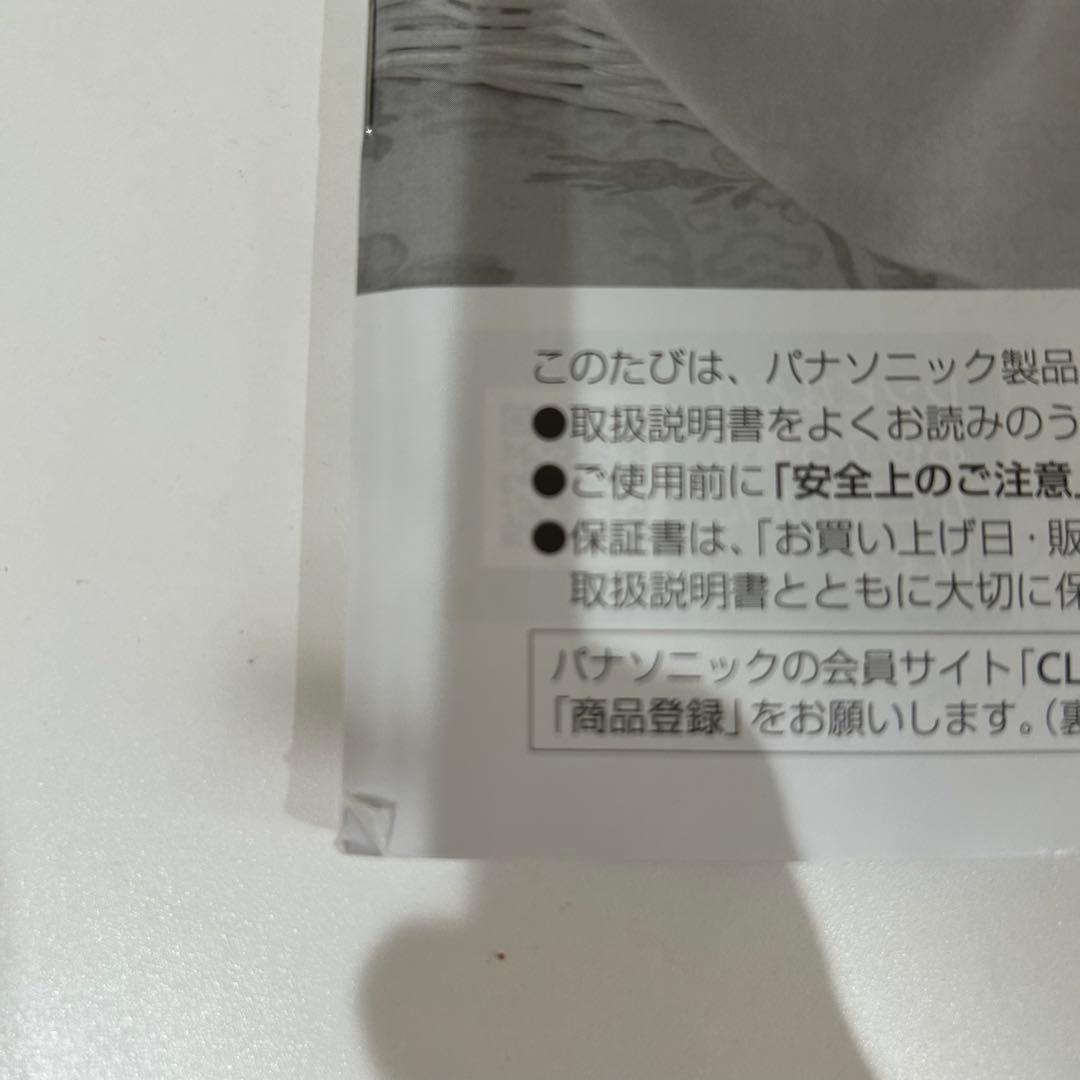 このたびは、パナソニック製品
●取扱説明書をよくお読みのう
●ご使用前に「安全上のご注意」
●保証書は、「お買い上げ日・販
取扱説明書とともに大切に保
パナソニックの会員サイト「CL
「商品登録」をお願いします。（裏